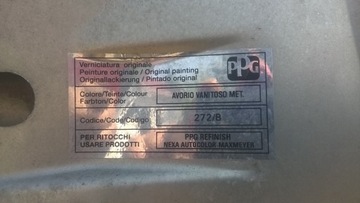 Verniciatura originale
Peinture originale / Original painting
Originallackierung / Pintado original
PPG
Colore/Teinte/Colour
Farbton/Color
AVORIO VANITOSO MET.
Codice/Code/Codigo
272/B
PER RITOCCHI
USARE PRODOTTI
PPG REFINISH
NEXA AUTOCOLOR MAXMEYER